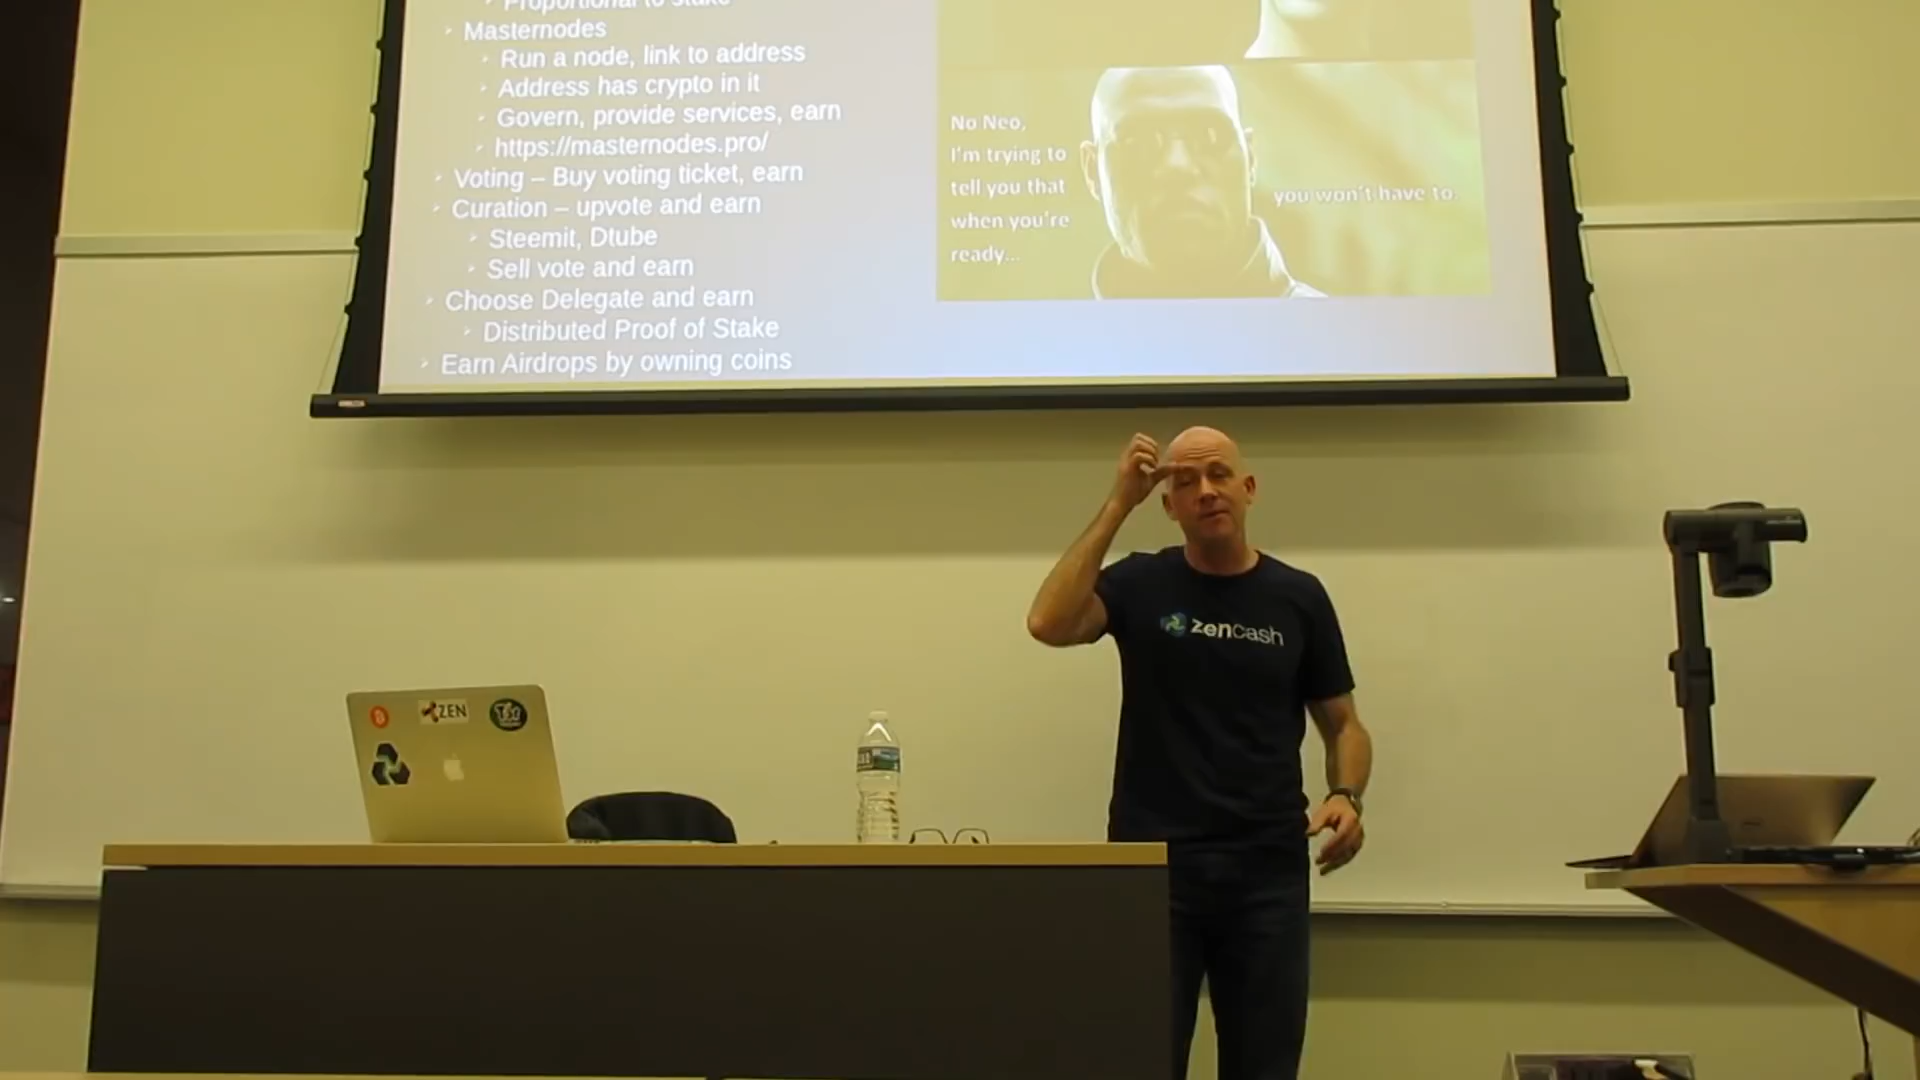 Proportional to stake
Masternodes
Run a node, link to address
Address has crypto in it
Govern, provide services, earn
https://masternodes.pro/
Voting – Buy voting ticket, earn
Curation – upvote and earn
Steemit, Dtube
Sell vote and earn
Choose Delegate and earn
Distributed Proof of Stake
Earn Airdrops by owning coins
No Neo,
I'm trying to
tell you that
when you're
ready...
you won't have to.
zencash
ZEN